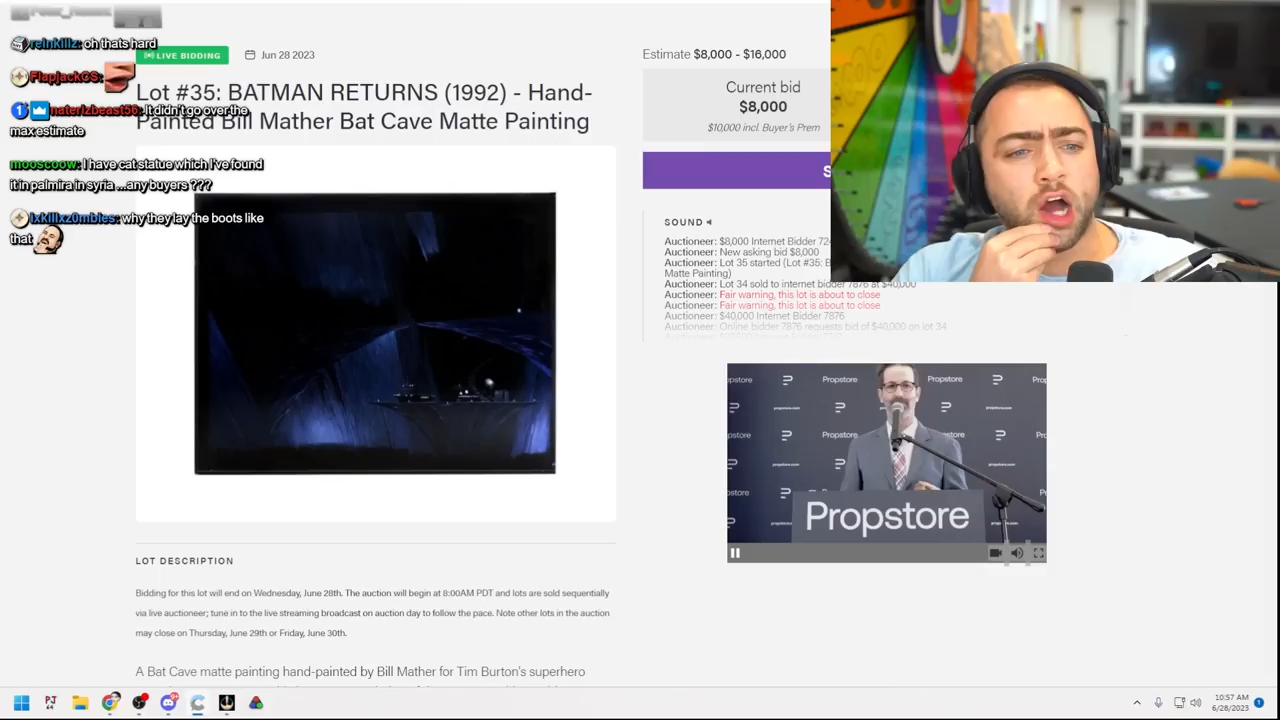 reinkillz: oh thats hard
FlapjackCS:
materizbeast56: It didn't go over the
max estimate
mooscoow: I have cat statue which I've found
it in palmira in syria ...any buyers ???
lxkillxz0mbies: why they lay the boots like
that
LIVE BIDDING
Jun 28 2023
Lot #35: BATMAN RETURNS (1992) - Hand-
Painted Bill Mather Bat Cave Matte Painting
Estimate $8,000 - $16,000
Current bid
$8,000
$10,000 incl. Buyer's Prem
S
SOUND
Auctioneer: $8,000 Internet Bidder 72
Auctioneer: New asking bid $8,000
Auctioneer: Lot 35 started (Lot #35: B
Matte Painting)
Auctioneer: Lot 34 sold to internet bidder 7876 at $40,000
Auctioneer: Fair warning, this lot is about to close
Auctioneer: Fair warning, this lot is about to close
Auctioneer: $40,000 Internet Bidder 7876
Auctioneer: Online bidder 7876 requests bid of $40,000 on lot 34
propstore
Propstore
Propstore
propstore.com
Propstore
LOT DESCRIPTION
Bidding for this lot will end on Wednesday, June 28th. The auction will begin at 8:00AM PDT and lots are sold sequentially
via live auctioneer; tune in to the live streaming broadcast on auction day to follow the pace. Note other lots in the auction
may close on Thursday, June 29th or Friday, June 30th.
A Bat Cave matte painting hand-painted by Bill Mather for Tim Burton's superhero
10:57 AM
6/28/2023